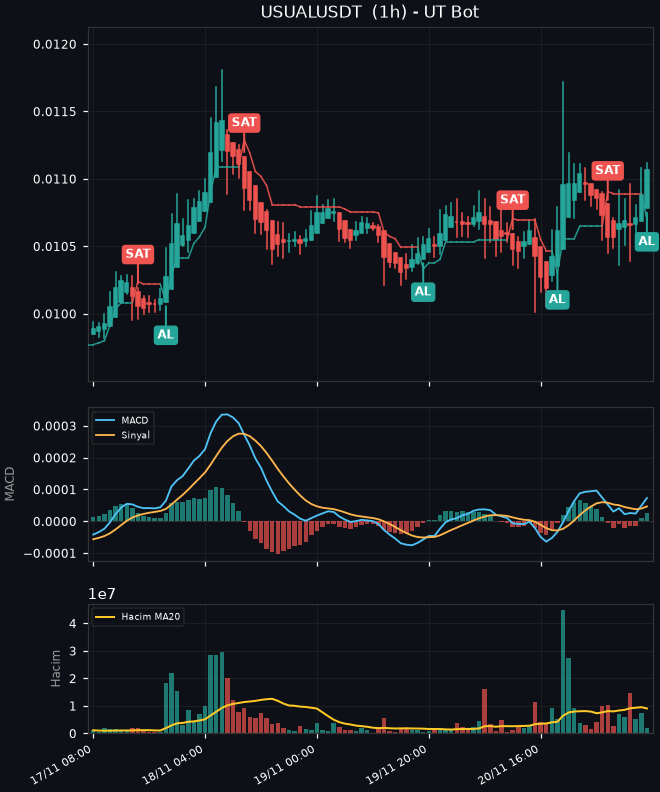 USUALUSDT (1h) - UT Bot
0.0120
0.0115
0.0110
0.0105
0.0100
SAT
AL
SAT
AL
SAT
AL
SAT
AL
MACD
0.0003
0.0002
0.0001
0.0000
−0.0001
MACD
Sinyal
1e7
Hacim
4
3
2
1
0
Hacim MA20
17/11 08:00
18/11 04:00
19/11 00:00
19/11 20:00
20/11 16:00